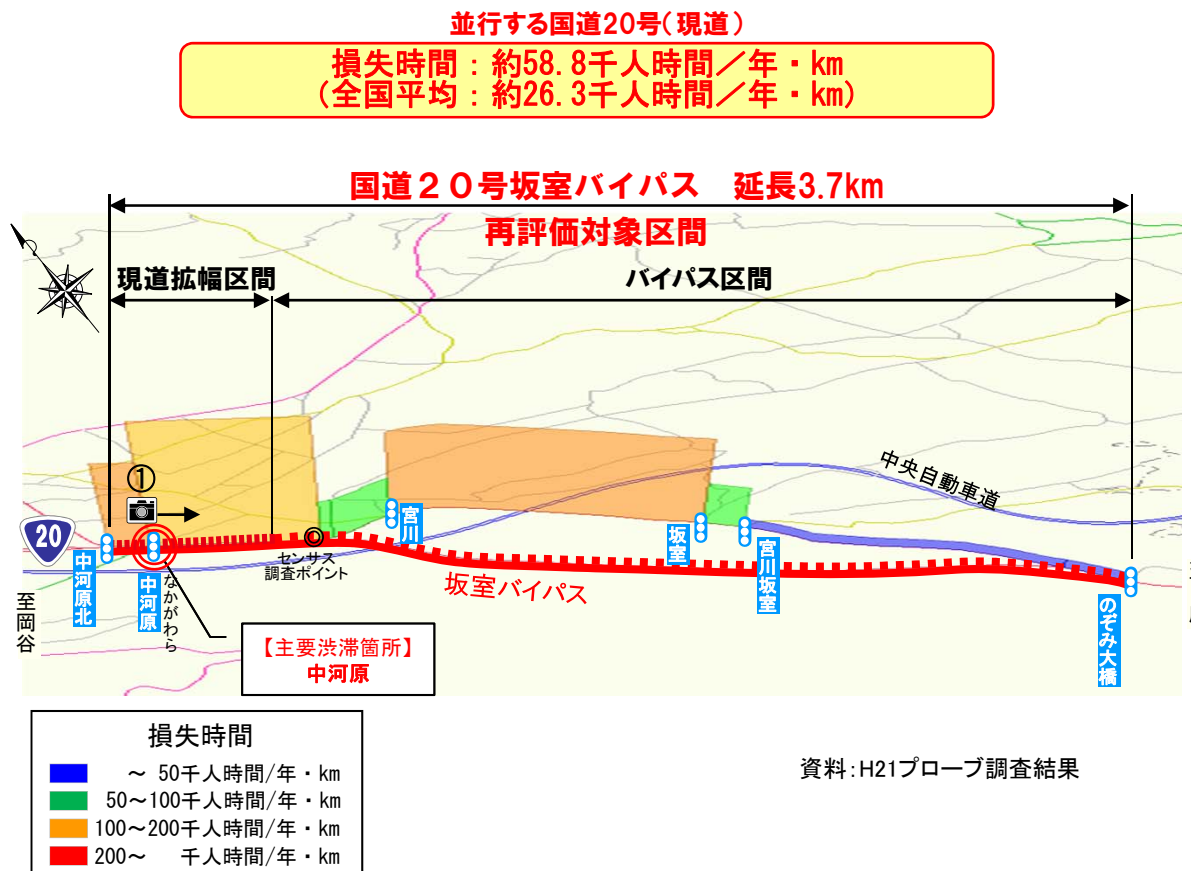 並行する国道20号(現道)
損失時間：約58.8千人時間／年・km
(全国平均：約26.3千人時間／年・km)
国道２０号坂室バイパス　延長3.7km
再評価対象区間
現道拡幅区間
バイパス区間
①
中央自動車道
20
中河原北
中河原
なかがわら
センサス
調査ポイント
宮川
坂室
宮川坂室
のぞみ大橋
至岡谷
坂室バイパス
【主要渋滞箇所】
中河原
損失時間
～ 50千人時間/年・km
50～100千人時間/年・km
100～200千人時間/年・km
200～　千人時間/年・km
資料:H21プローブ調査結果